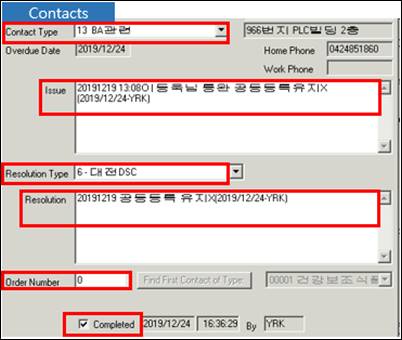 Contacts
Contact Type 13 BA관련 966번지 PLC빌딩 2층
Overdue Date 2019/12/24 Home Phone 0424851860
Work Phone
Issue 20191219 13:08이등록님 통완 공동등록유지X
(2019/12/24-YRK)
Resolution Type 6 - 대전DSC
Resolution 20191219 공동등록 유지X(2019/12/24-YRK)
Order Number 0 Find First Contact of Type: 00001 건강보조식품
Completed 2019/12/24 16:36:29 By YRK